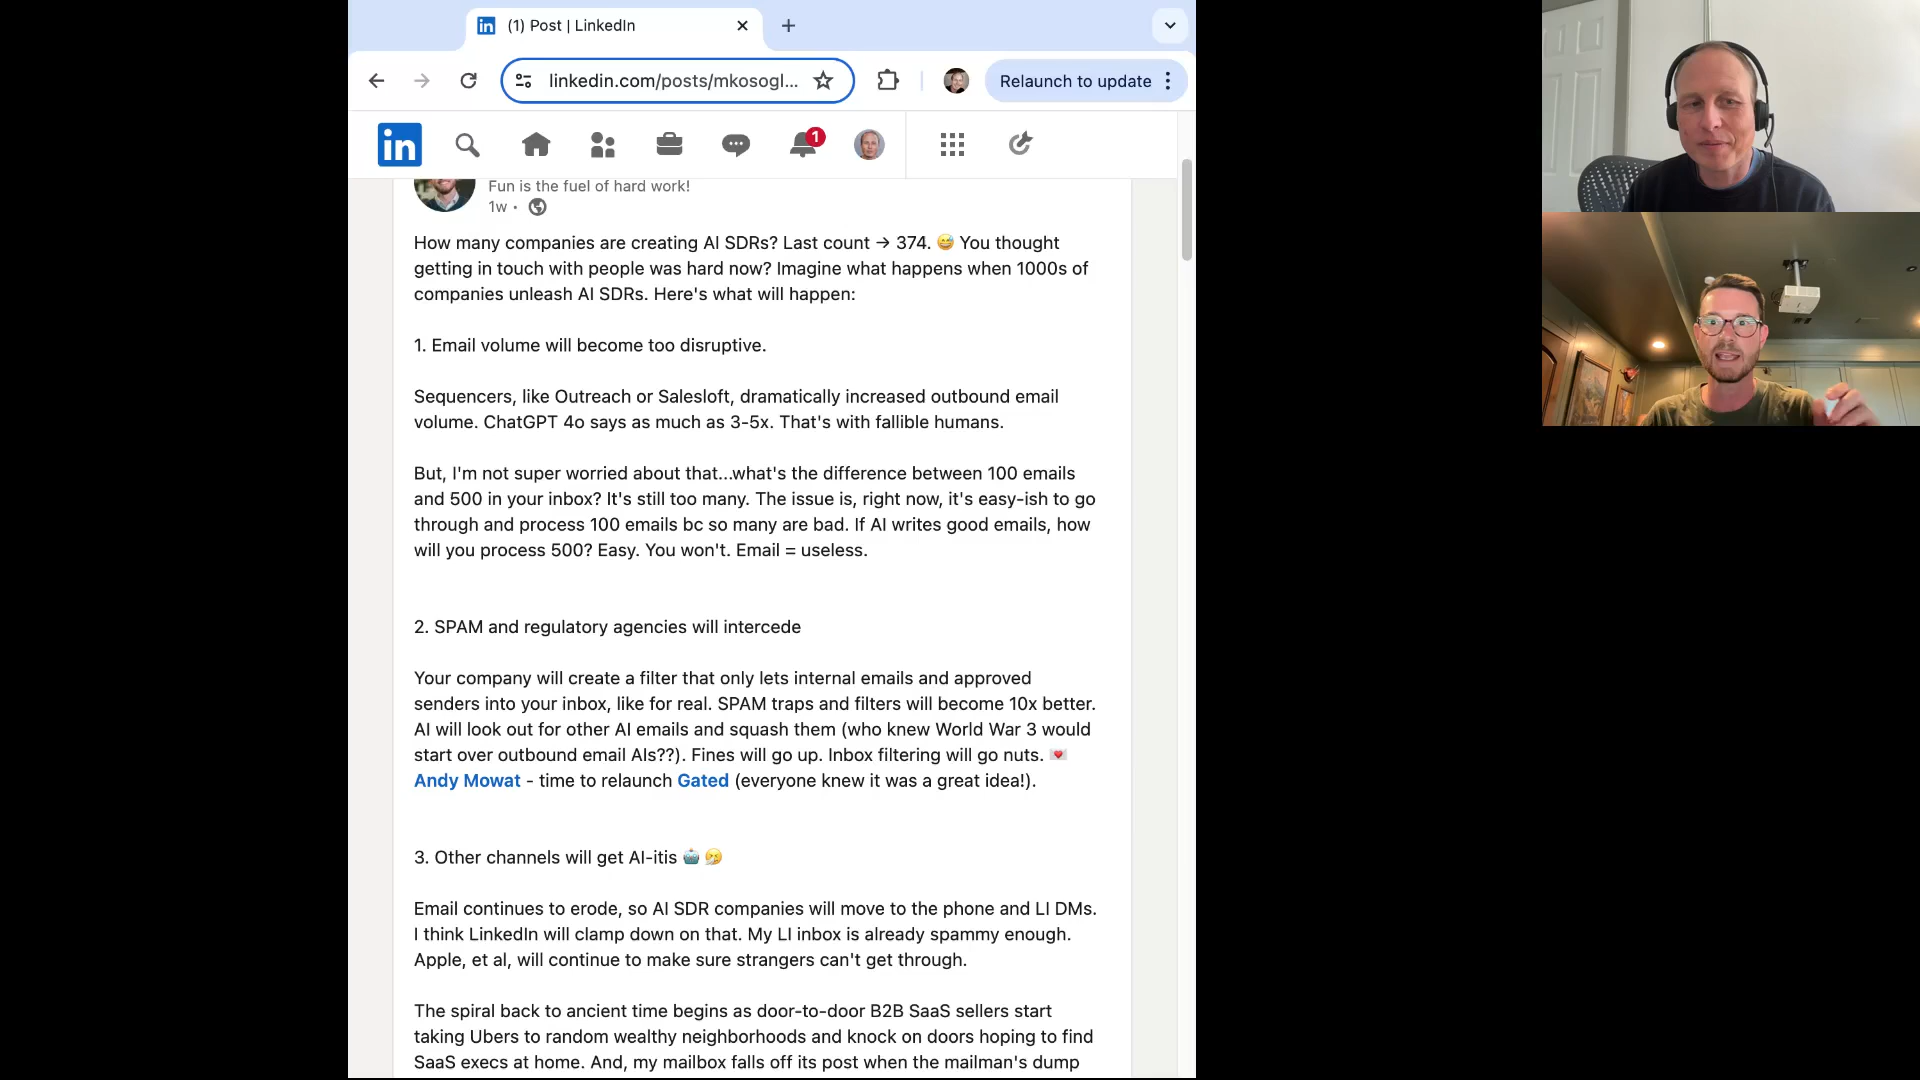 (1) Post | LinkedIn
linkedin.com/posts/mkosogl...
Relaunch to update
in
1
Fun is the fuel of hard work!
1w •
How many companies are creating AI SDRs? Last count → 374. 😅 You thought
getting in touch with people was hard now? Imagine what happens when 1000s of
companies unleash AI SDRs. Here's what will happen:
1. Email volume will become too disruptive.
Sequencers, like Outreach or Salesloft, dramatically increased outbound email
volume. ChatGPT 4o says as much as 3-5x. That's with fallible humans.
But, I'm not super worried about that...what's the difference between 100 emails
and 500 in your inbox? It's still too many. The issue is, right now, it's easy-ish to go
through and process 100 emails bc so many are bad. If AI writes good emails, how
will you process 500? Easy. You won't. Email = useless.
2. SPAM and regulatory agencies will intercede
Your company will create a filter that only lets internal emails and approved
senders into your inbox, like for real. SPAM traps and filters will become 10x better.
AI will look out for other AI emails and squash them (who knew World War 3 would
start over outbound email AIs??). Fines will go up. Inbox filtering will go nuts. 💌
Andy Mowat - time to relaunch Gated (everyone knew it was a great idea!).
3. Other channels will get AI-itis 🤖 🤧
Email continues to erode, so AI SDR companies will move to the phone and LI DMs.
I think LinkedIn will clamp down on that. My LI inbox is already spammy enough.
Apple, et al, will continue to make sure strangers can't get through.
The spiral back to ancient time begins as door-to-door B2B SaaS sellers start
taking Ubers to random wealthy neighborhoods and knock on doors hoping to find
SaaS execs at home. And, my mailbox falls off its post when the mailman's dump